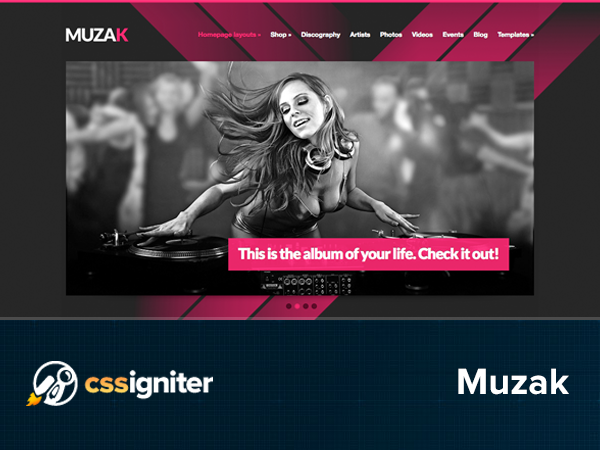 MUZAK
Homepage layouts » Shop » Discography Artists Photos Videos Events Blog Templates »
This is the album of your life. Check it out!
cssigniter
Muzak